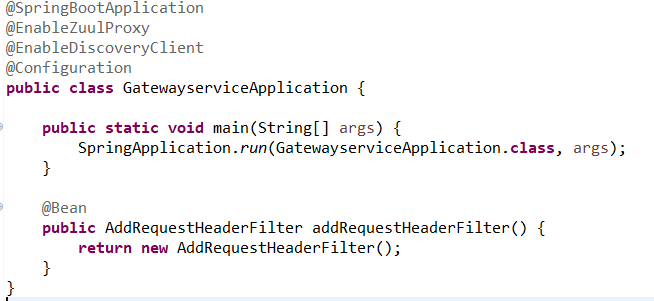 @SpringBootApplication
@EnableZuulProxy
@EnableDiscoveryClient
@Configuration
public class GatewayserviceApplication {
public static void main(String[] args) {
SpringApplication.run(GatewayserviceApplication.class, args);
}
@Bean
public AddRequestHeaderFilter addRequestHeaderFilter() {
return new AddRequestHeaderFilter();
}
}